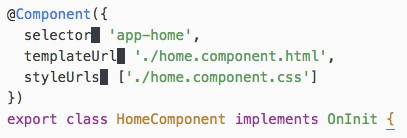 @Component({
selector 'app-home',
templateUrl './home.component.html',
styleUrls ['./home.component.css']
})
export class HomeComponent implements OnInit {